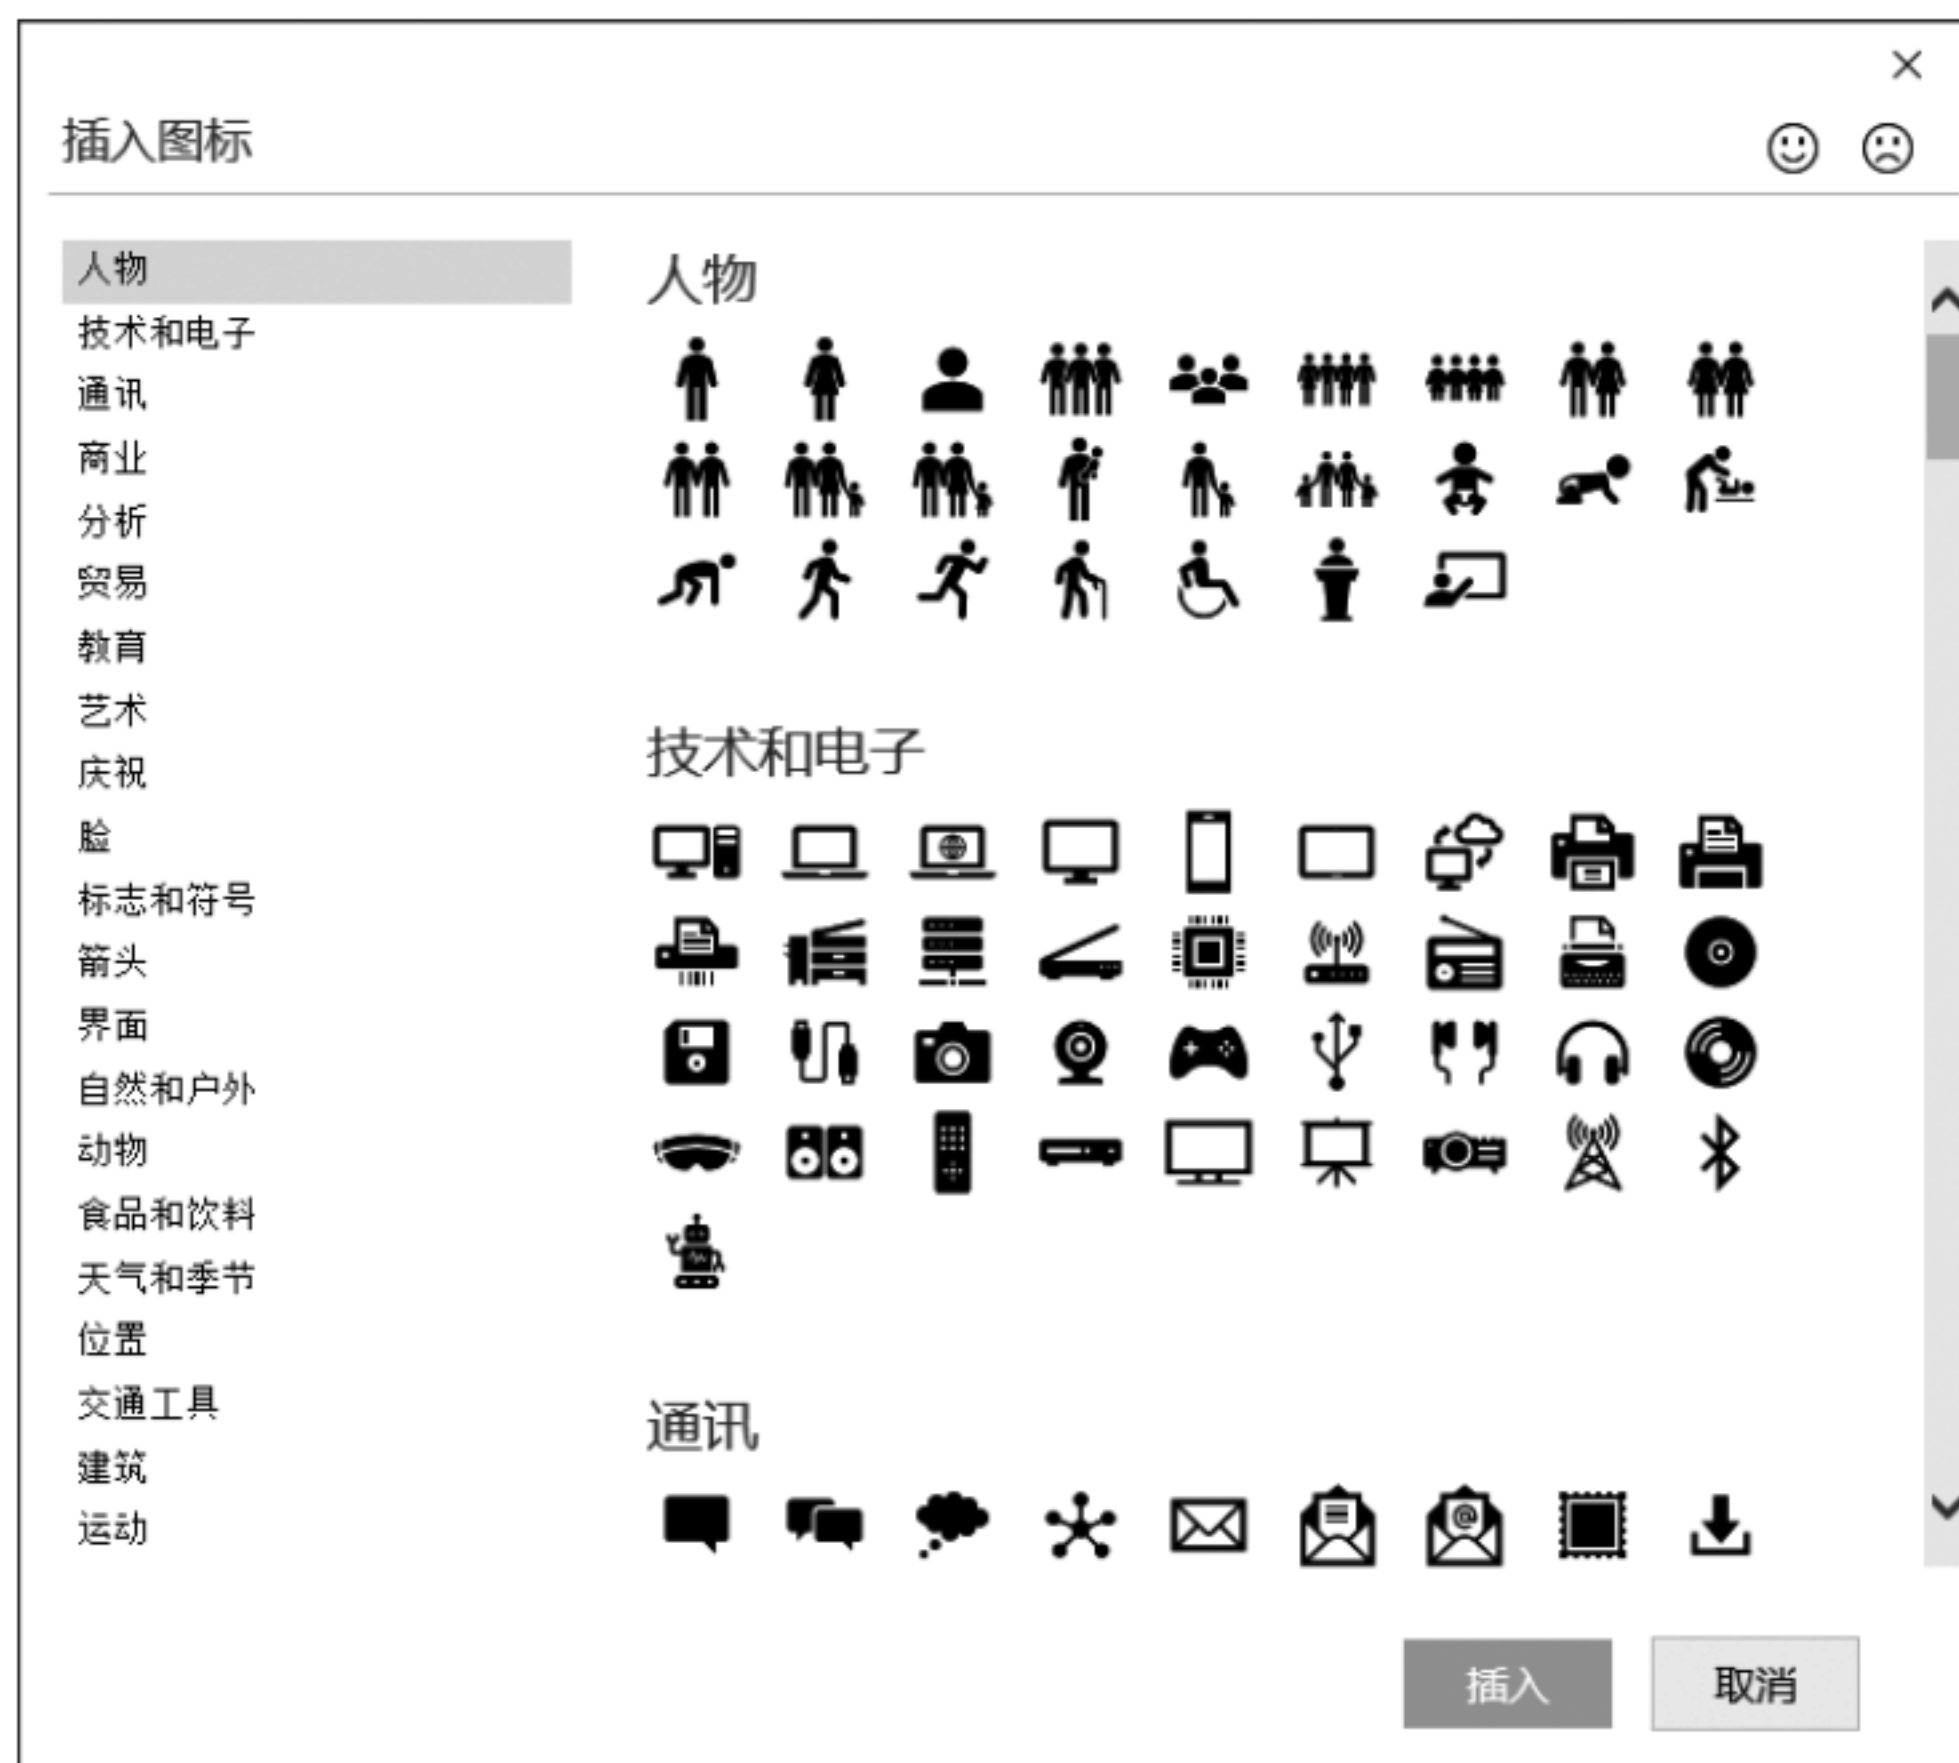 插入图标
人物
技术和电子
通讯
商业
分析
贸易
教育
艺术
庆祝
脸
标志和符号
箭头
界面
自然和户外
动物
食品和饮料
天气和季节
位置
交通工具
建筑
运动
人物
技术和电子
通讯
插入
取消